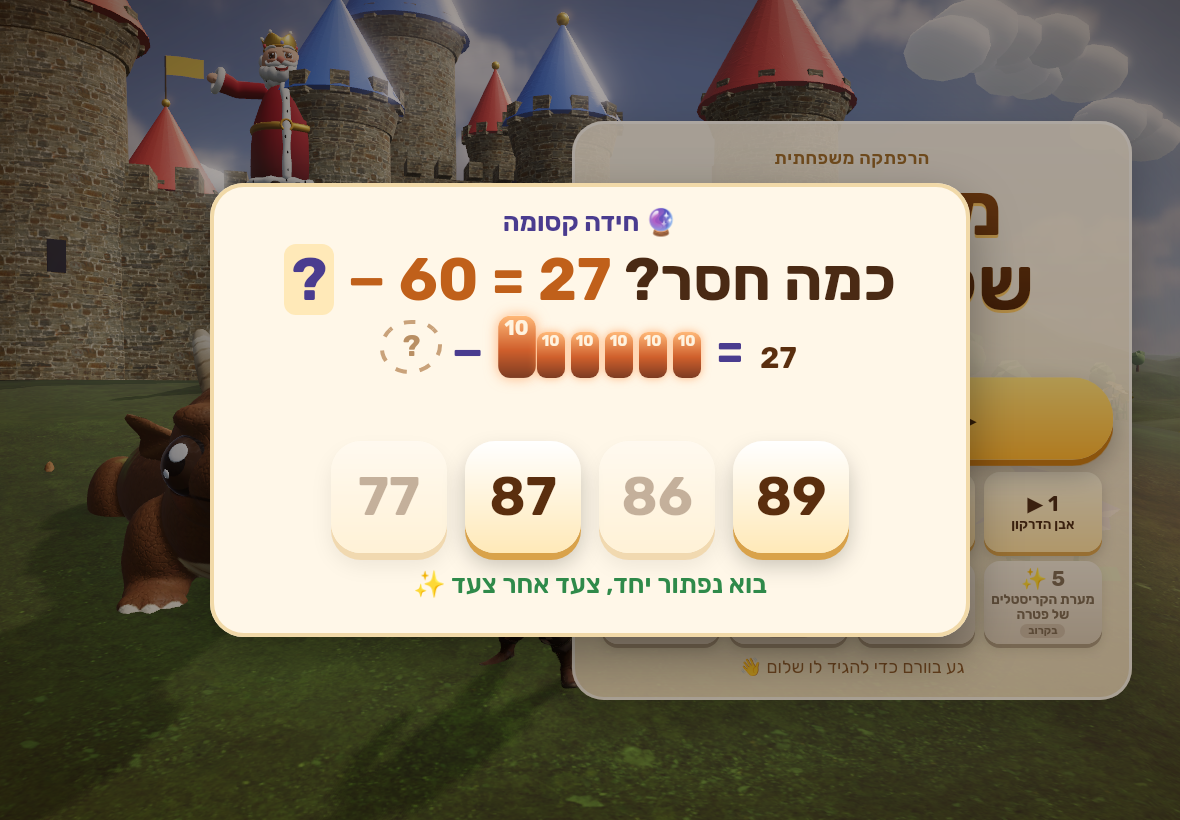 הרפתקה משפחתית
🔮 חידה קסומה
כמה חסר? ? − 60 = 27
? − 10 10 10 10 10 10 = 27
77 87 86 89
בוא נפתור יחד, צעד אחר צעד ✨
1 ▶
אבן הדרקון
5 ✨
מערת הקריסטלים
של פטרה
בקרוב
גע בוורם כדי להגיד לו שלום 👋